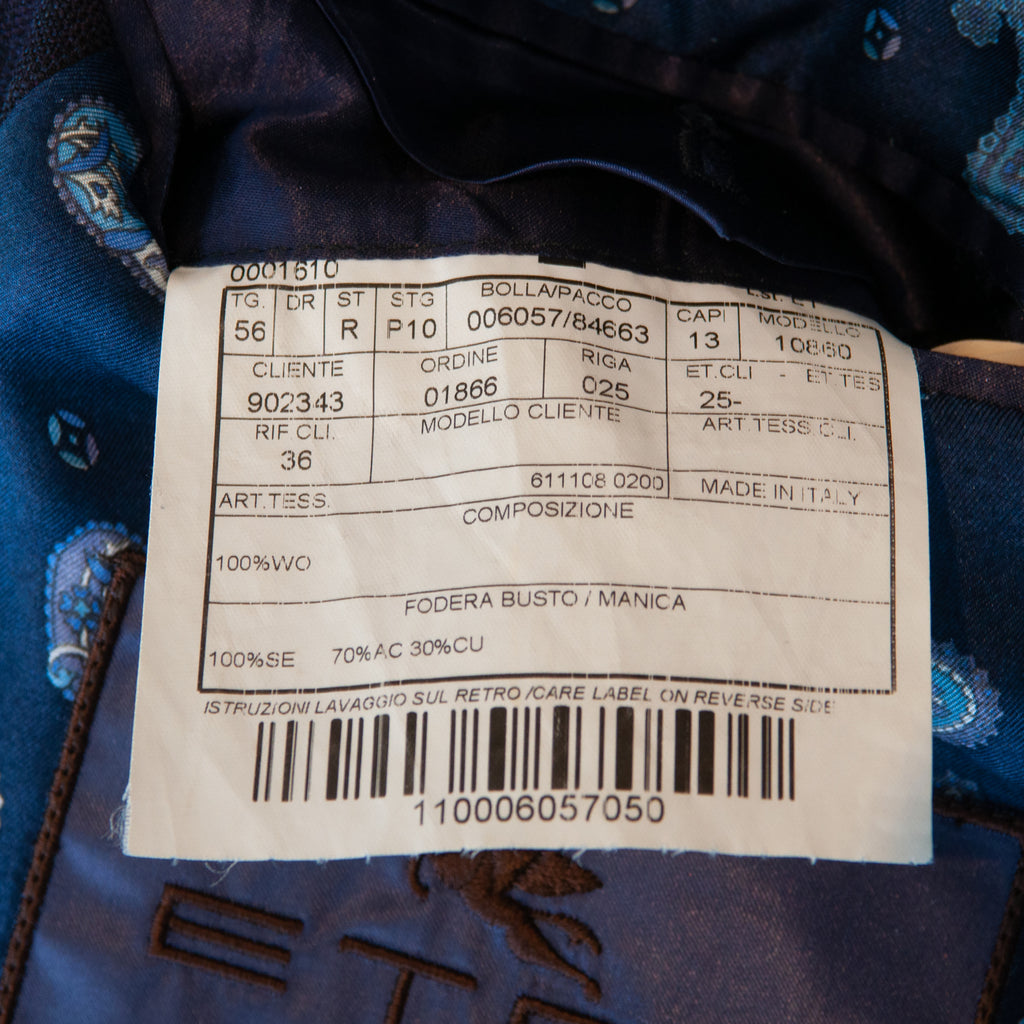 0001610
TG. DR ST STG BOLLA/PACCO CAPI MODELLO
56 R P10 006057/84663 13 10860
CLIENTE ORDINE RIGA ET.CLI - ET.TES
902343 01866 025 25-
RIF CLI. MODELLO CLIENTE ART.TESS.CLI.
36
611108 0200 MADE IN ITALY
ART.TESS.
COMPOSIZIONE
100%WO
FODERA BUSTO / MANICA
100%SE 70%AC 30%CU
ISTRUZIONI LAVAGGIO SUL RETRO /CARE LABEL ON REVERSE SIDE
110006057050